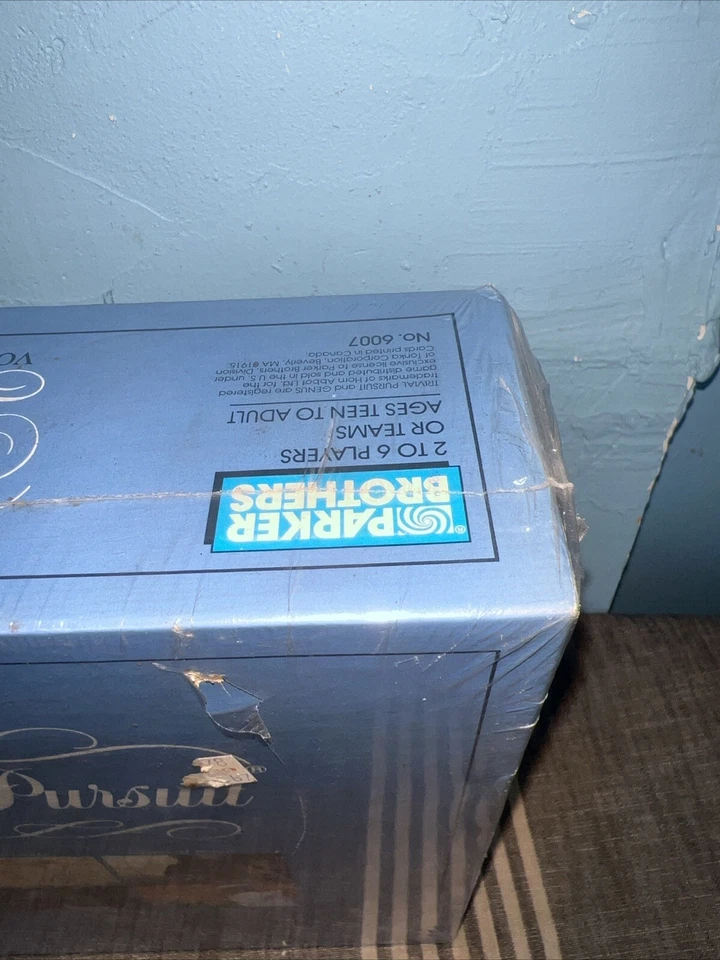 PARKER
BROTHERS®
2 TO 6 PLAYERS
OR TEAMS
AGES TEEN TO ADULT
TRIVIAL PURSUIT and GENUS are registered
trademarks of Horn Abbot Ltd. for the
game distributed and sold in the U.S. under
exclusive license to Parker Brothers, Division
of Tonka Corporation, Beverly, MA 01915.
Cards printed in Canada.
No. 6007
Pursuit®